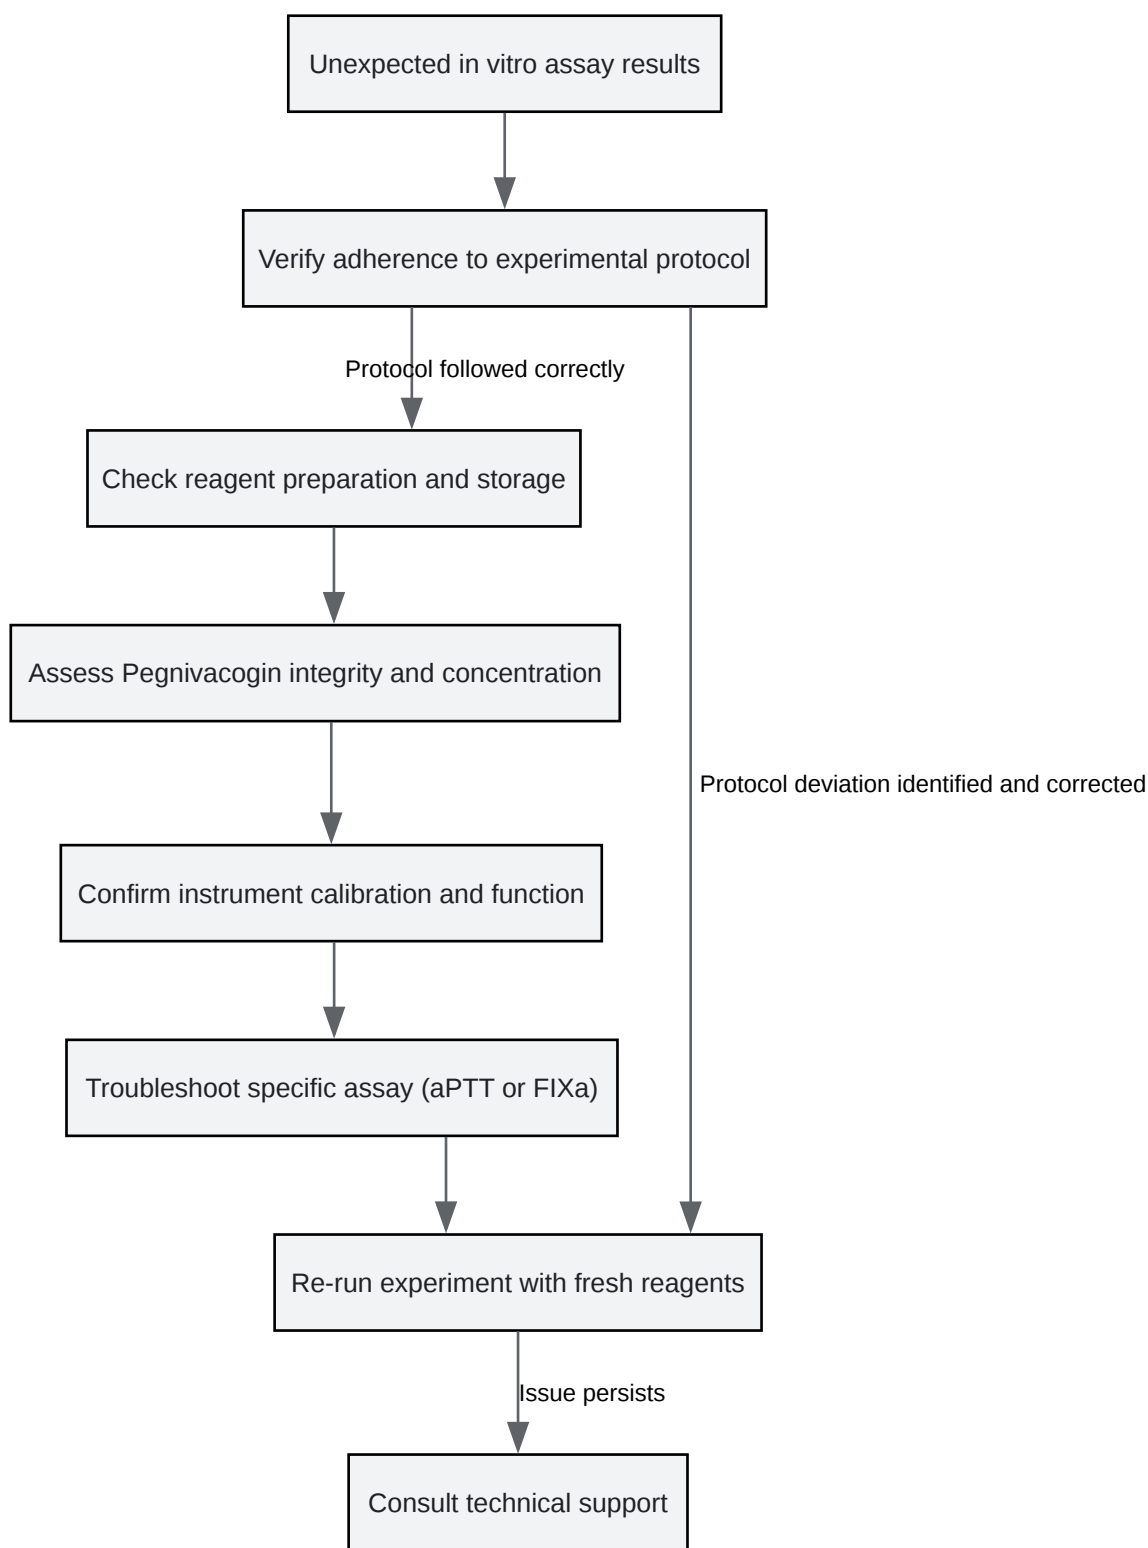 Unexpected in vitro assay results
Verify adherence to experimental protocol
Protocol followed correctly
Check reagent preparation and storage
Assess Pegnivacogin integrity and concentration
Protocol deviation identified and corrected
Confirm instrument calibration and function
Troubleshoot specific assay (aPTT or FIXa)
Re-run experiment with fresh reagents
Issue persists
Consult technical support